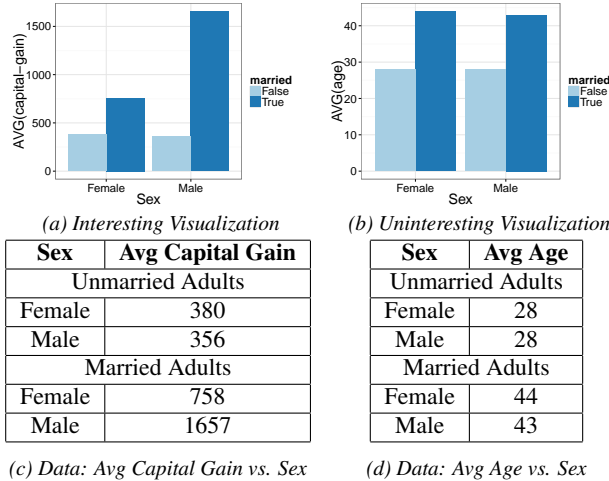 1500
1000
500
0
AVG(capital−gain)
Female
Male
Sex
married
False
True
(a) Interesting Visualization
40
30
20
10
0
AVG(age)
Female
Male
Sex
married
False
True
(b) Uninteresting Visualization
Sex Avg Capital Gain
Unmarried Adults
Female 380
Male 356
Married Adults
Female 758
Male 1657
(c) Data: Avg Capital Gain vs. Sex
Sex Avg Age
Unmarried Adults
Female 28
Male 28
Married Adults
Female 44
Male 43
(d) Data: Avg Age vs. Sex